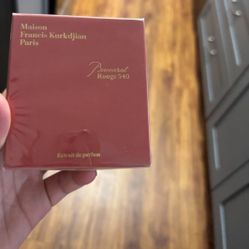 Maison
Francis Kurkdjian
Paris
Baccarat
Rouge 540
Extrait de parfum